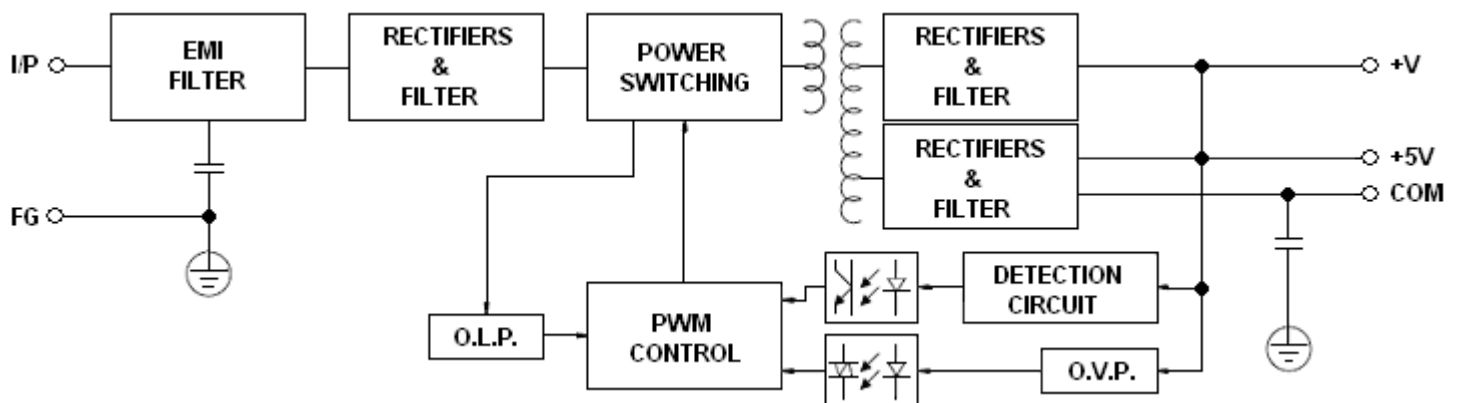 I/P
EMI
FILTER
RECTIFIERS
&
FILTER
POWER
SWITCHING
RECTIFIERS
&
FILTER
+V
RECTIFIERS
&
FILTER
+5V
COM
FG
O.L.P.
PWM
CONTROL
DETECTION
CIRCUIT
O.V.P.